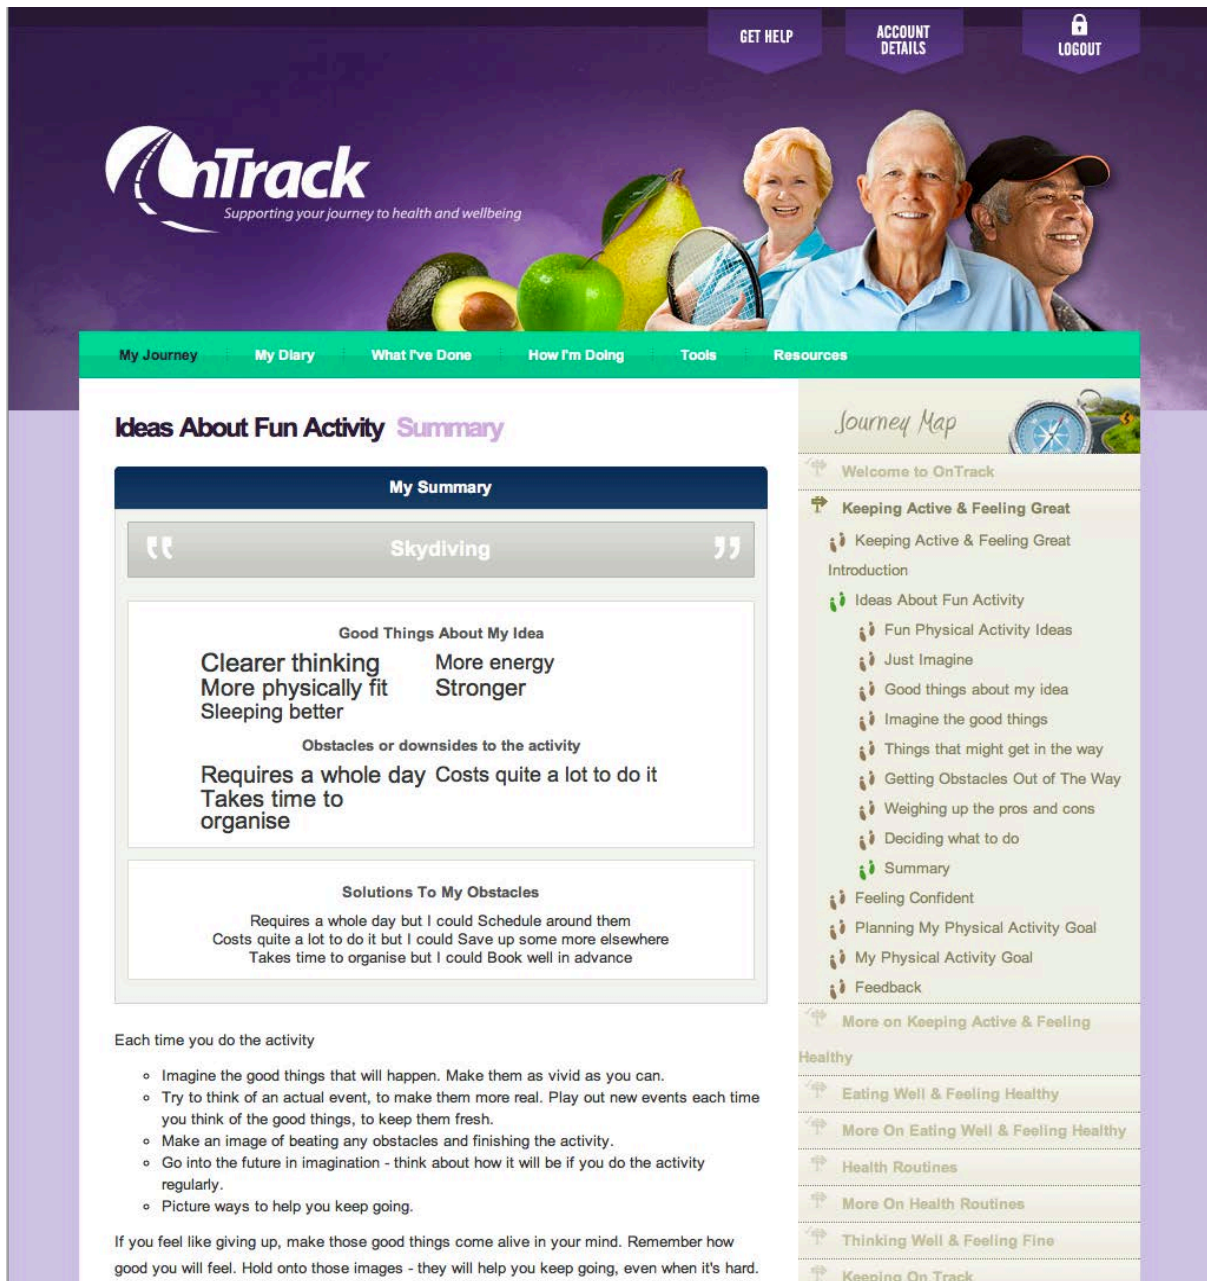 GET HELP
ACCOUNT
DETAILS
LOGOUT
OnTrack
Supporting your journey to health and wellbeing
My Journey My Diary What I've Done How I'm Doing Tools Resources
Ideas About Fun Activity Summary
My Summary
“ Skydiving ”
Good Things About My Idea
Clearer thinking More energy
More physically fit Stronger
Sleeping better
Obstacles or downsides to the activity
Requires a whole day Costs quite a lot to do it
Takes time to
organise
Solutions To My Obstacles
Requires a whole day but I could Schedule around them
Costs quite a lot to do it but I could Save up some more elsewhere
Takes time to organise but I could Book well in advance
Each time you do the activity
Imagine the good things that will happen. Make them as vivid as you can.
Try to think of an actual event, to make them more real. Play out new events each time
you think of the good things, to keep them fresh.
Make an image of beating any obstacles and finishing the activity.
Go into the future in imagination - think about how it will be if you do the activity
regularly.
Picture ways to help you keep going.
If you feel like giving up, make those good things come alive in your mind. Remember how
good you will feel. Hold onto those images - they will help you keep going, even when it's hard.
Journey Map
Welcome to OnTrack
Keeping Active & Feeling Great
Keeping Active & Feeling Great
Introduction
Ideas About Fun Activity
Fun Physical Activity Ideas
Just Imagine
Good things about my idea
Imagine the good things
Things that might get in the way
Getting Obstacles Out of The Way
Weighing up the pros and cons
Deciding what to do
Summary
Feeling Confident
Planning My Physical Activity Goal
My Physical Activity Goal
Feedback
More on Keeping Active & Feeling
Healthy
Eating Well & Feeling Healthy
More On Eating Well & Feeling Healthy
Health Routines
More On Health Routines
Thinking Well & Feeling Fine
Keeping On Track